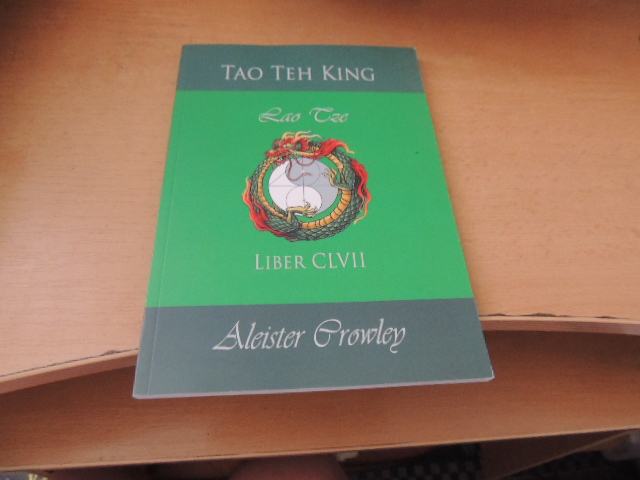 TAO TEH KING
Lao Tze
LIBER CLVII
Aleister Crowley